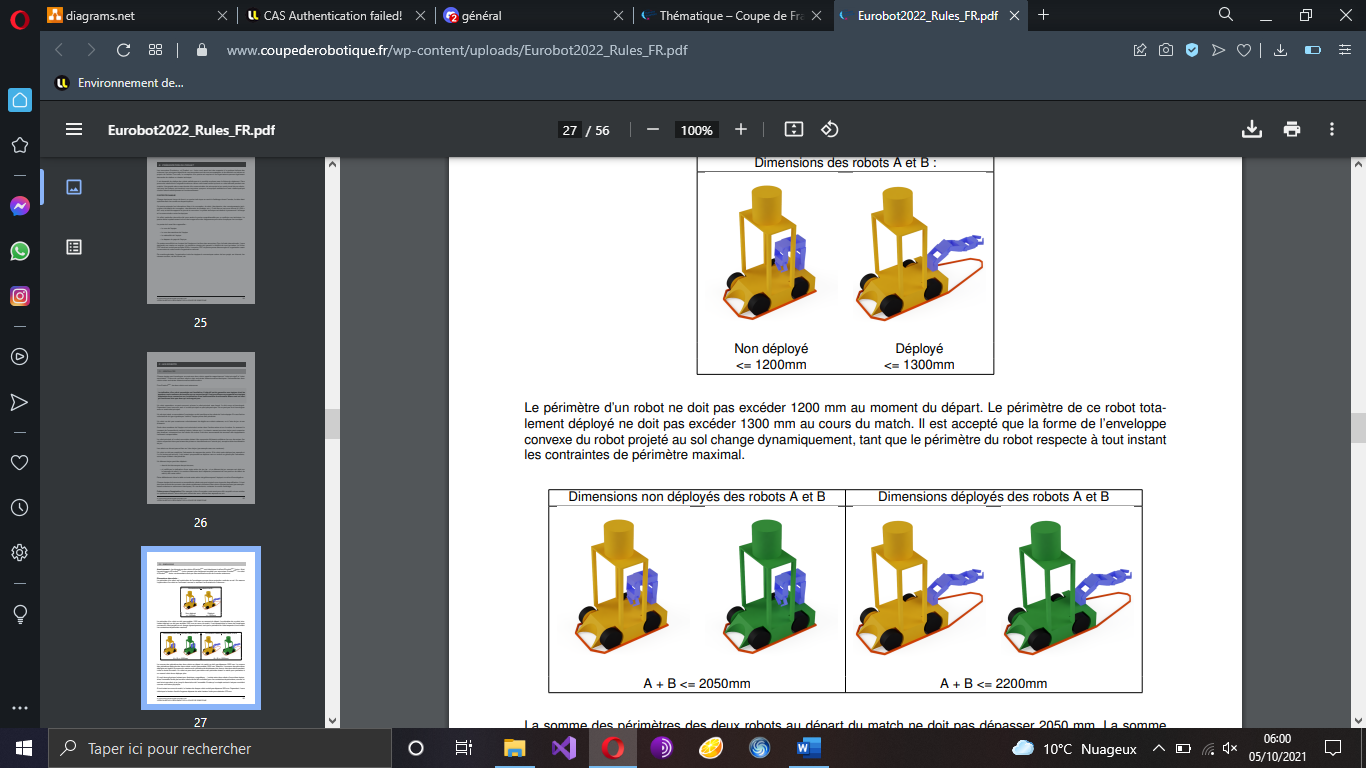 diagrams.net
CAS Authentication failed!
général
Thématique – Coupe de Fra
Eurobot2022_Rules_FR.pdf
www.coupederobotique.fr/wp-content/uploads/Eurobot2022_Rules_FR.pdf
Environnement de...
Eurobot2022_Rules_FR.pdf
27 / 56
100%
25
26
27
Dimensions des robots A et B :
Non déployé
<= 1200mm
Déployé
<= 1300mm
Le périmètre d'un robot ne doit pas excéder 1200 mm au moment du départ. Le périmètre de ce robot tota-
lement déployé ne doit pas excéder 1300 mm au cours du match. Il est accepté que la forme de l'enveloppe
convexe du robot projeté au sol change dynamiquement, tant que le périmètre du robot respecte à tout instant
les contraintes de périmètre maximal.
Dimensions non déployés des robots A et B
Dimensions déployés des robots A et B
A + B <= 2050mm
A + B <= 2200mm
La somme des périmètres des deux robots au départ du match ne doit pas dépasser 2050 mm. La somme
Taper ici pour rechercher
10°C Nuageux
06:00
05/10/2021